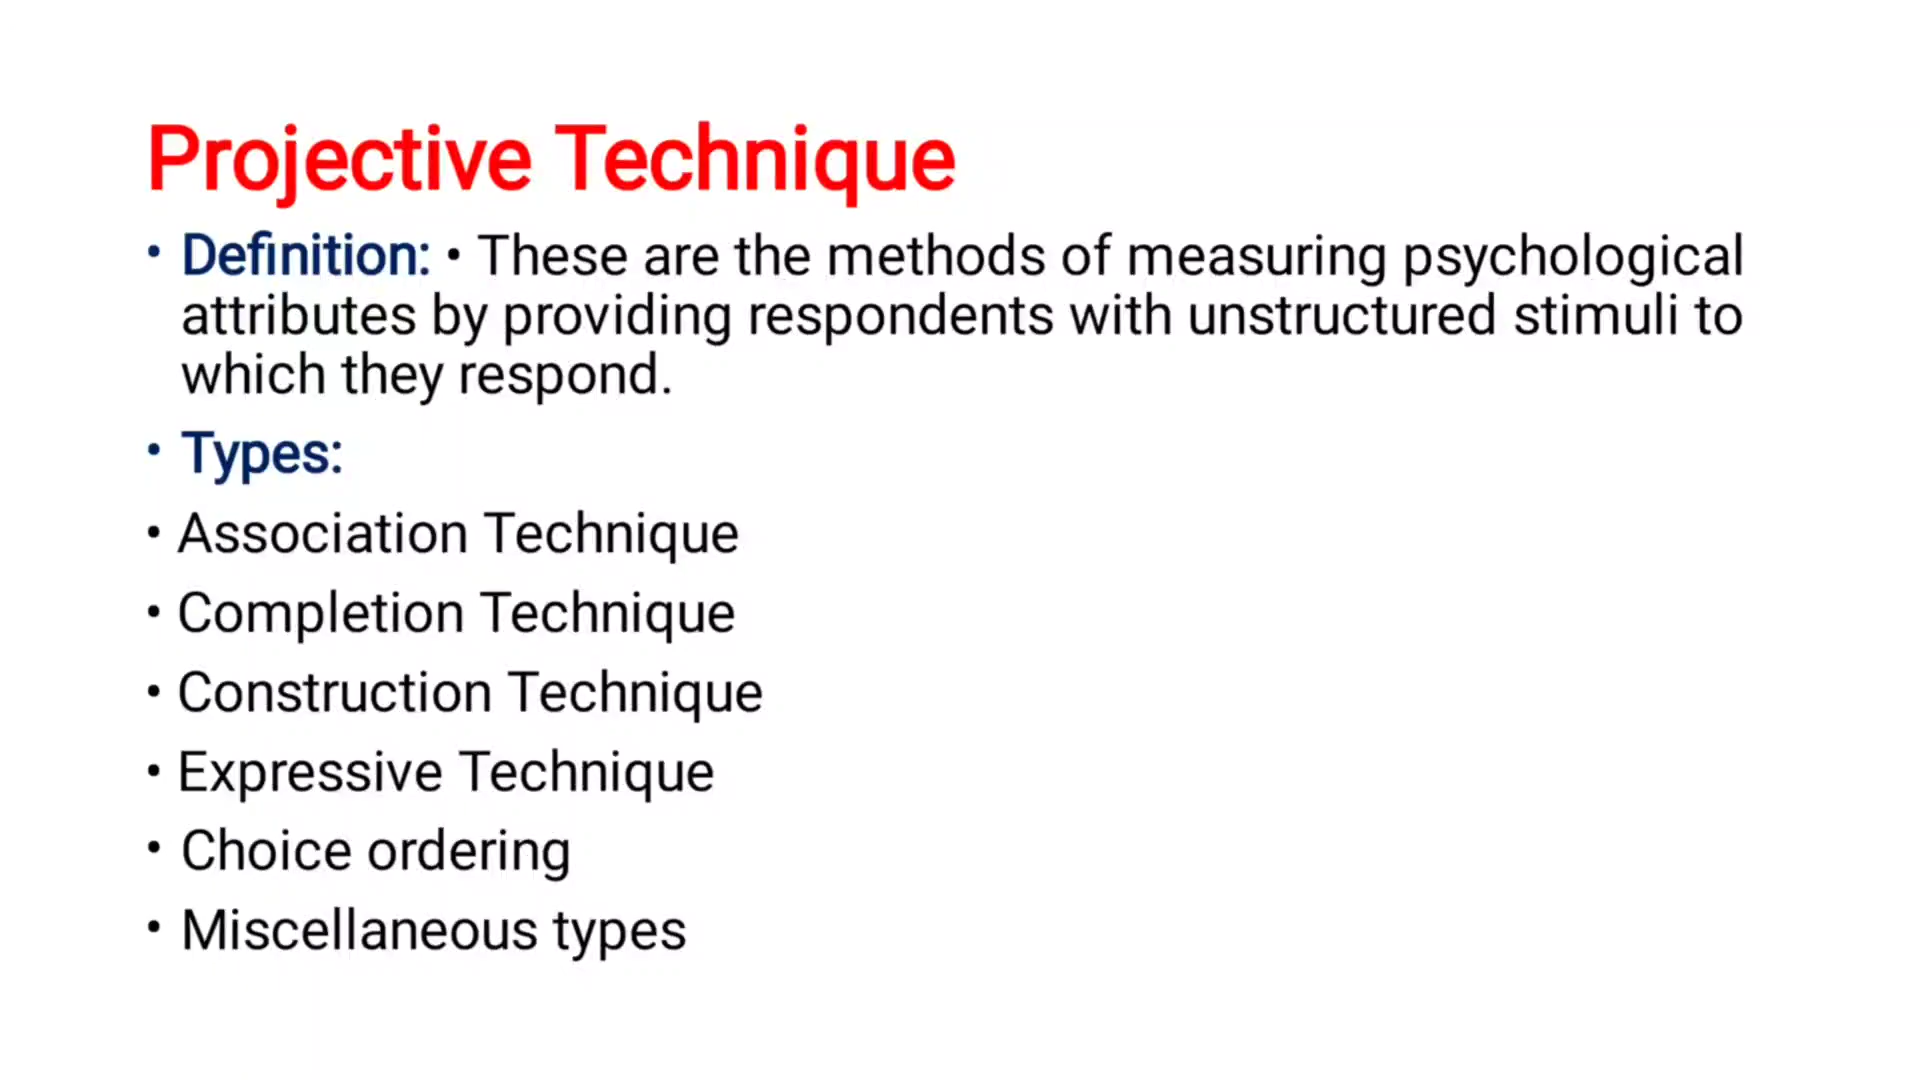 Projective Technique
• Definition: • These are the methods of measuring psychological
attributes by providing respondents with unstructured stimuli to
which they respond.
• Types:
• Association Technique
• Completion Technique
• Construction Technique
• Expressive Technique
• Choice ordering
• Miscellaneous types